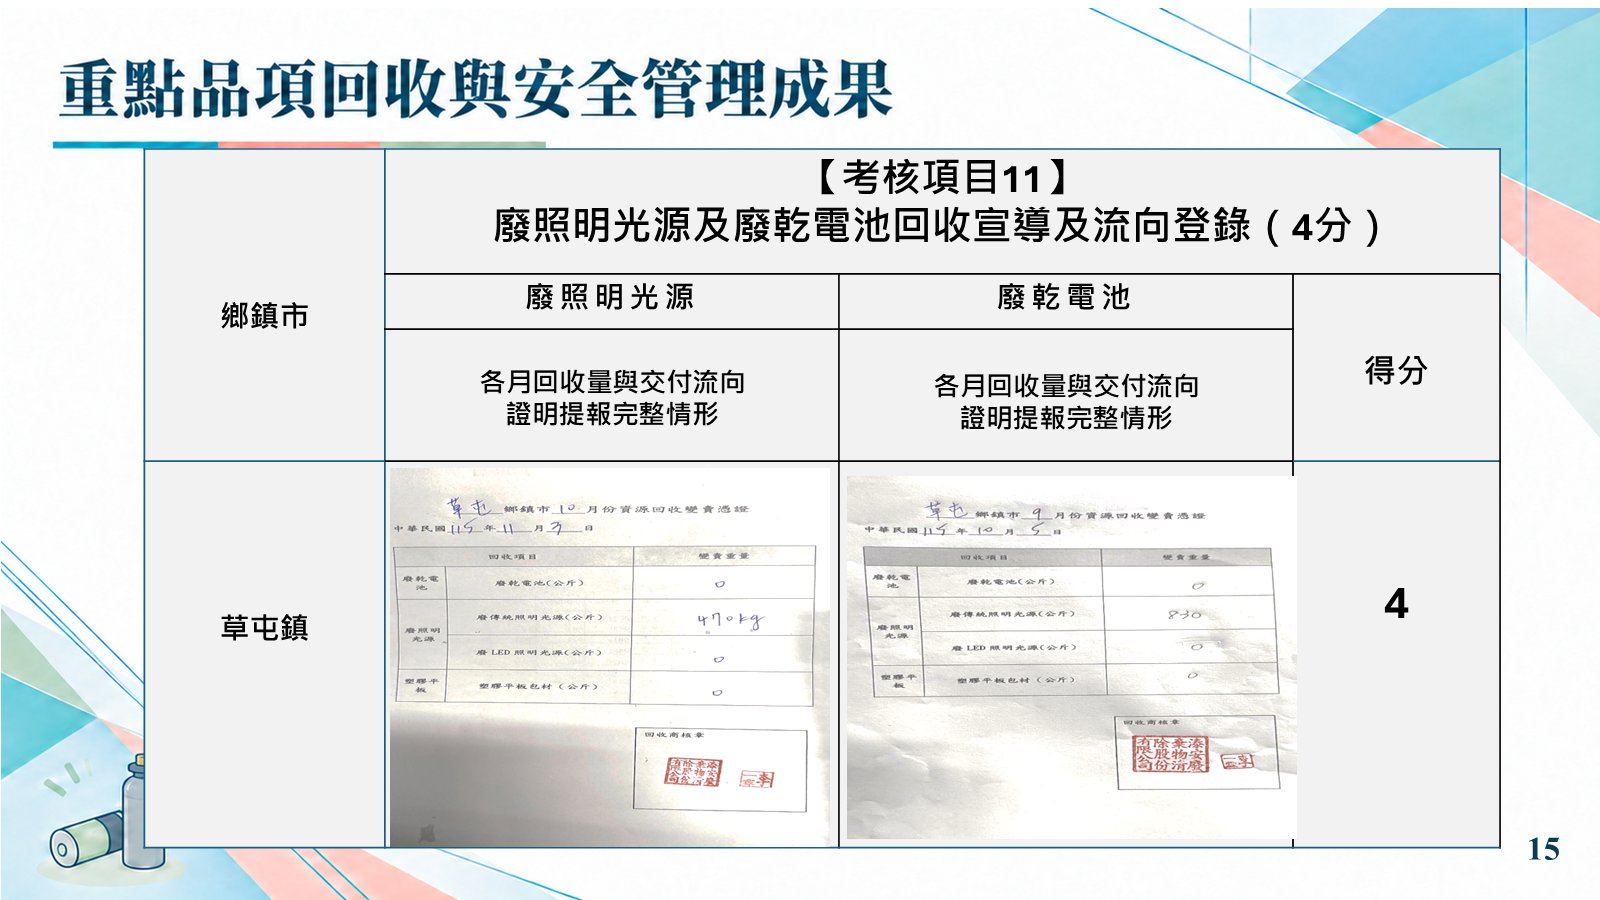 重點品項回收與安全管理成果
鄉鎮市
【考核項目11】
廢照明光源及廢乾電池回收宣導及流向登錄（4分）
廢照明光源
廢乾電池
得分
各月回收量與交付流向
證明提報完整情形
各月回收量與交付流向
證明提報完整情形
草屯鎮
草屯 鄉鎮市 10 月份資源回收變賣憑證
中華民國 115 年 11 月 3 日
回收項目 變賣重量
廢乾電池 廢乾電池(公斤) 0
廢照明光源 廢傳統照明光源(公斤) 470kg
廢LED照明光源(公斤) 0
塑膠平板 塑膠平板包材（公斤） 0
回收商核章
草屯 鄉鎮市 9 月份資源回收變賣憑證
中華民國 115 年 10 月 5 日
回收項目 變賣重量
廢乾電池 廢乾電池(公斤) 0
廢照明光源 廢傳統照明光源(公斤) 830
廢LED照明光源(公斤) 0
塑膠平板 塑膠平板包材（公斤） 0
回收商核章
4
15